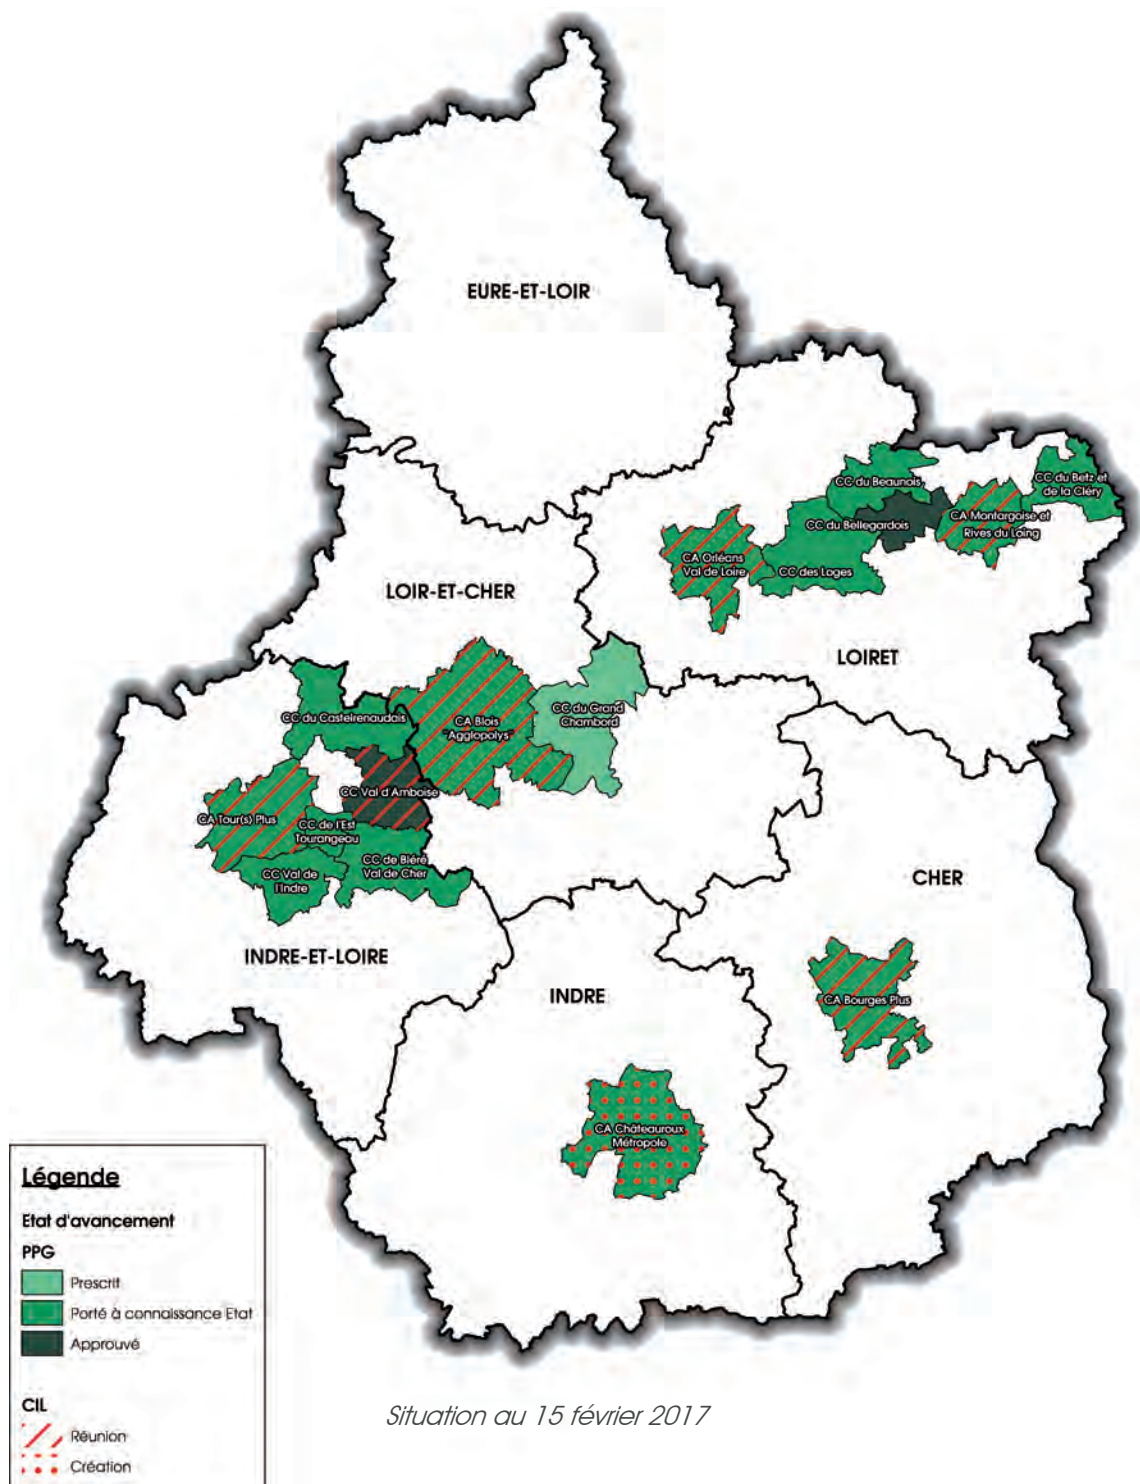 EURE-ET-LOIR
CC du Beaunois
CC du Betz et
de la Cléry
CC du Bellegardois
CA Montargoise et
Rives du Loing
CA Orléans
Val de Loire
CC des Loges
LOIR-ET-CHER
LOIRET
CC du Grand
Chambord
CC du Castelrenaudais
CA Blois
"Agglopolys"
CC Val d'Amboise
CA Tour(s) Plus
CC de l'Est
Tourangeau
CC de Bléré
Val de Cher
CC Val de
l'Indre
CHER
INDRE-ET-LOIRE
INDRE
CA Bourges Plus
CA Châteauroux
Métropole
Légende
Etat d'avancement
PPG
Prescrit
Porté à connaissance Etat
Approuvé
CIL
Réunion
Création
Situation au 15 février 2017